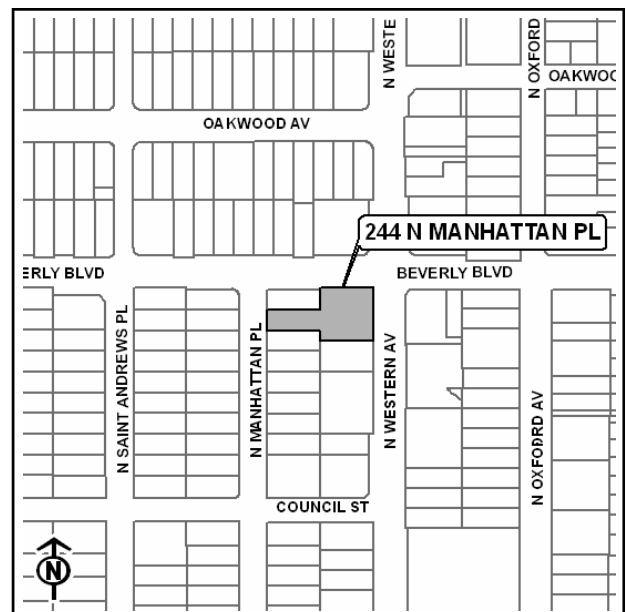 N WESTE
N OXFORD
OAKWOO
OAKWOOD AV
244 N MANHATTAN PL
ERLY BLVD
BEVERLY BLVD
N SAINT ANDREWS PL
N MANHATTAN PL
N WESTERN AV
N OXFOÐRD AV
COUNCIL ST
N